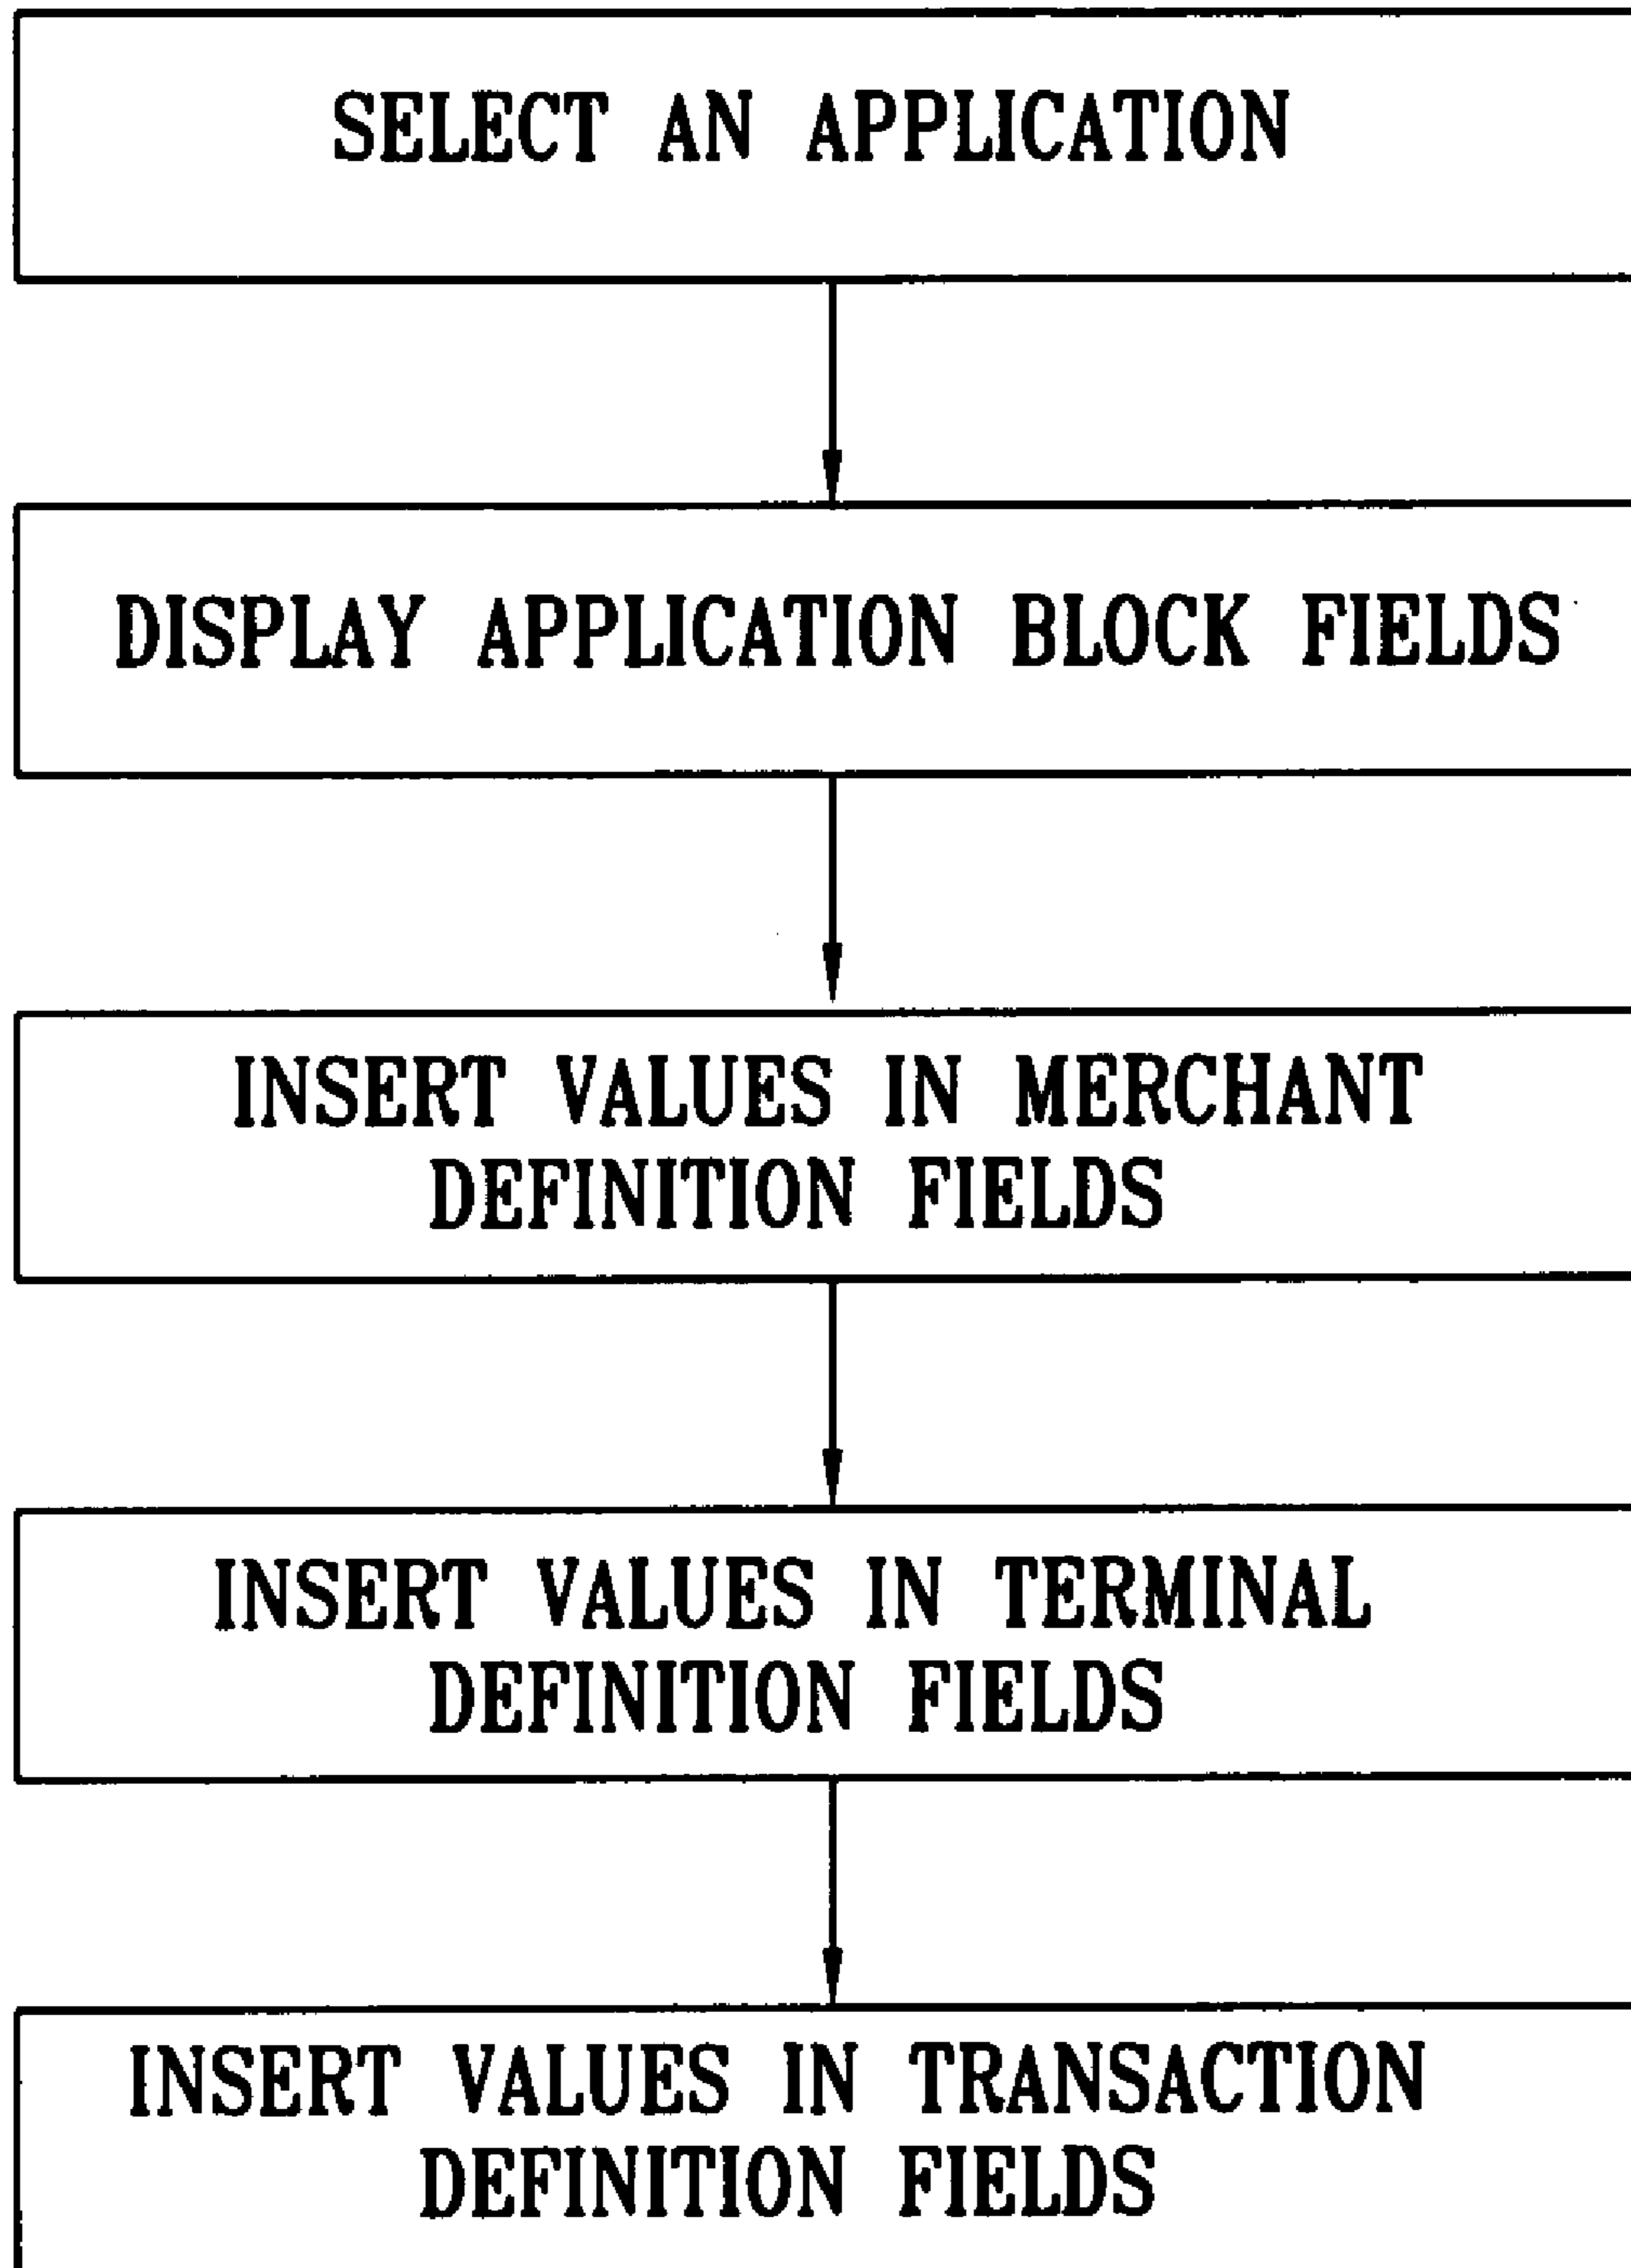 SELECT AN APPLICATION
DISPLAY APPLICATION BLOCK FIELDS
INSERT VALUES IN MERCHANT
DEFINITION FIELDS
INSERT VALUES IN TERMINAL
DEFINITION FIELDS
INSERT VALUES IN TRANSACTION
DEFINITION FIELDS